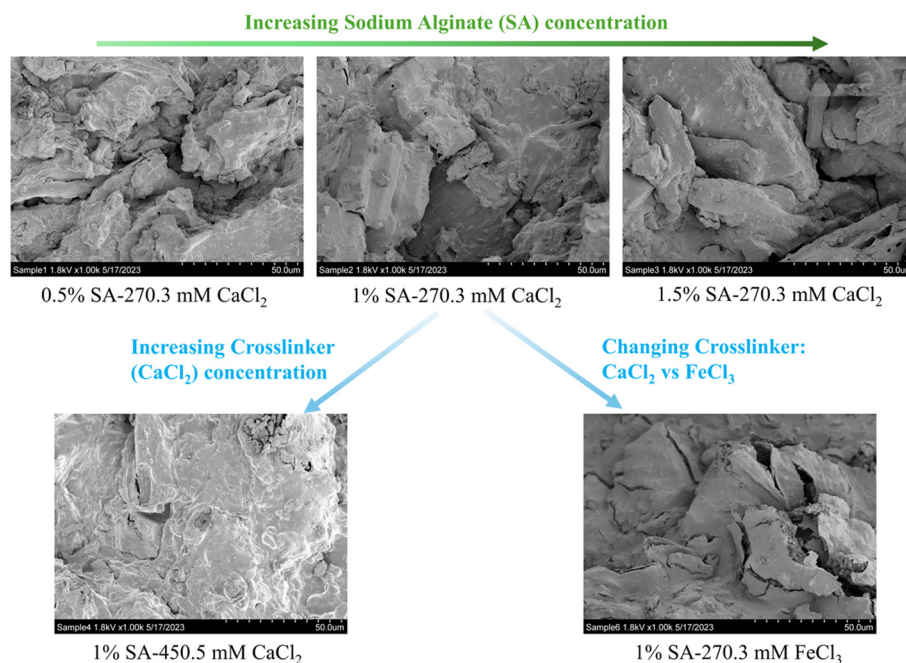 Increasing Sodium Alginate (SA) concentration
Sample1 1.8kV x1.00k 5/17/2023 50.0um
Sample2 1.8kV x1.00k 5/17/2023 50.0um
Sample3 1.8kV x1.00k 5/17/2023 50.0um
0.5% SA-270.3 mM CaCl₂
1% SA-270.3 mM CaCl₂
1.5% SA-270.3 mM CaCl₂
Increasing Crosslinker
(CaCl₂) concentration
Changing Crosslinker:
CaCl₂ vs FeCl₃
Sample4 1.8kV x1.00k 5/17/2023 50.0um
Sample6 1.8kV x1.00k 5/17/2023 50.0um
1% SA-450.5 mM CaCl₂
1% SA-270.3 mM FeCl₃